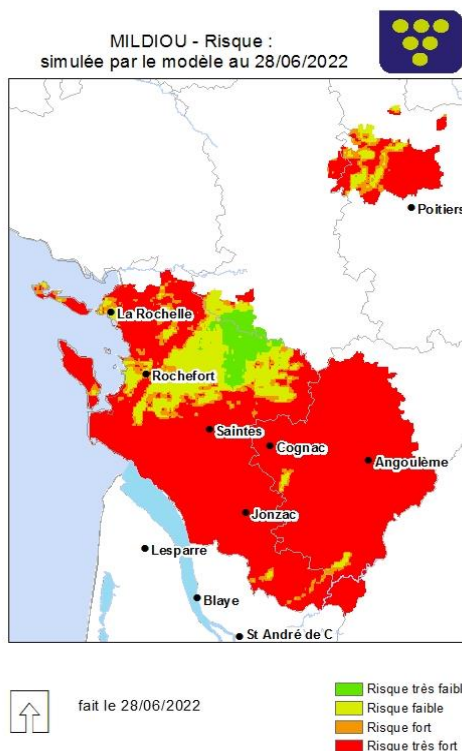 MILDIOU - Risque :
simulée par le modèle au 28/06/2022
Poitiers
La Rochelle
Rochefort
Saintes
Cognac
Angoulême
Jonzac
Lesparre
Blaye
St André de C
fait le 28/06/2022
Risque très faibl
Risque faible
Risque fort
Risque très fort